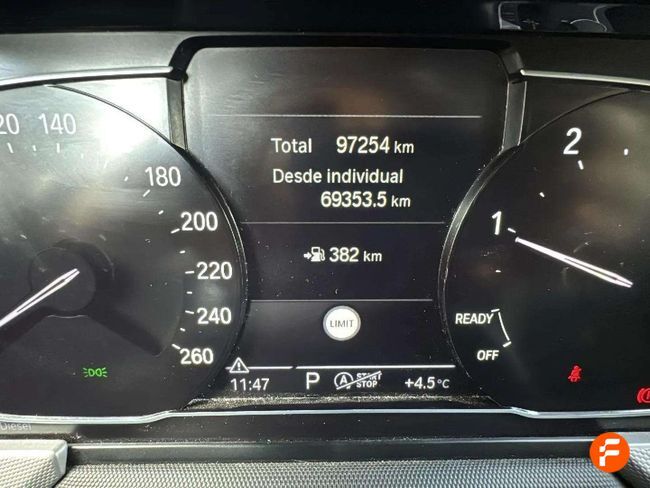 20
140
180
200
220
240
260
Total 97254 km
Desde individual
69353.5 km
382 km
LIMIT
11:47 P A START STOP +4.5°C
2
1
READY
OFF
Diesel